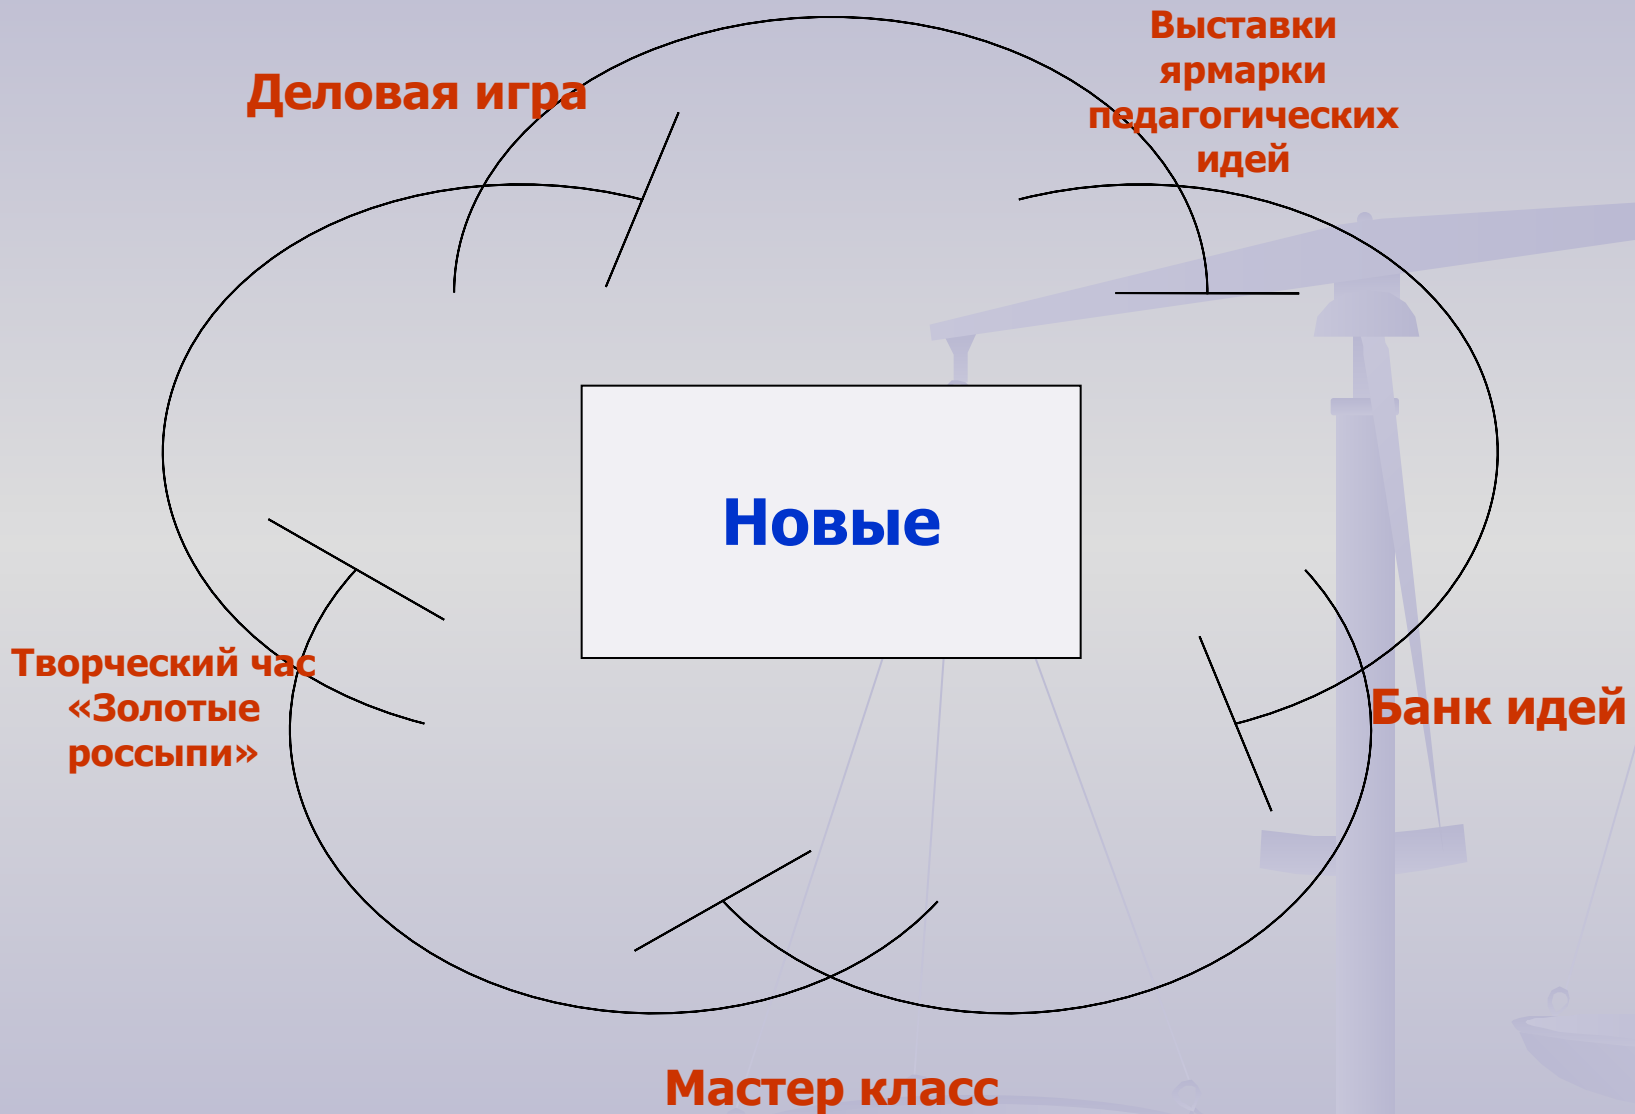 Деловая игра
Выставки
ярмарки
педагогических
идей
Новые
Творческий час
«Золотые
россыпи»
Банк идей
Мастер класс